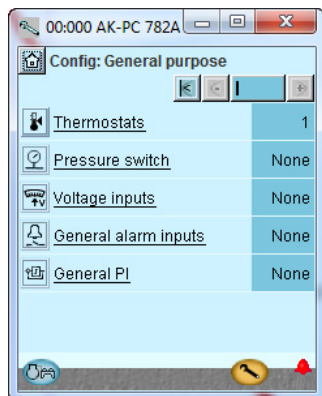 00:000 AK-PC 782A
Config: General purpose
Thermostats 1
Pressure switch None
Voltage inputs None
General alarm inputs None
General PI None